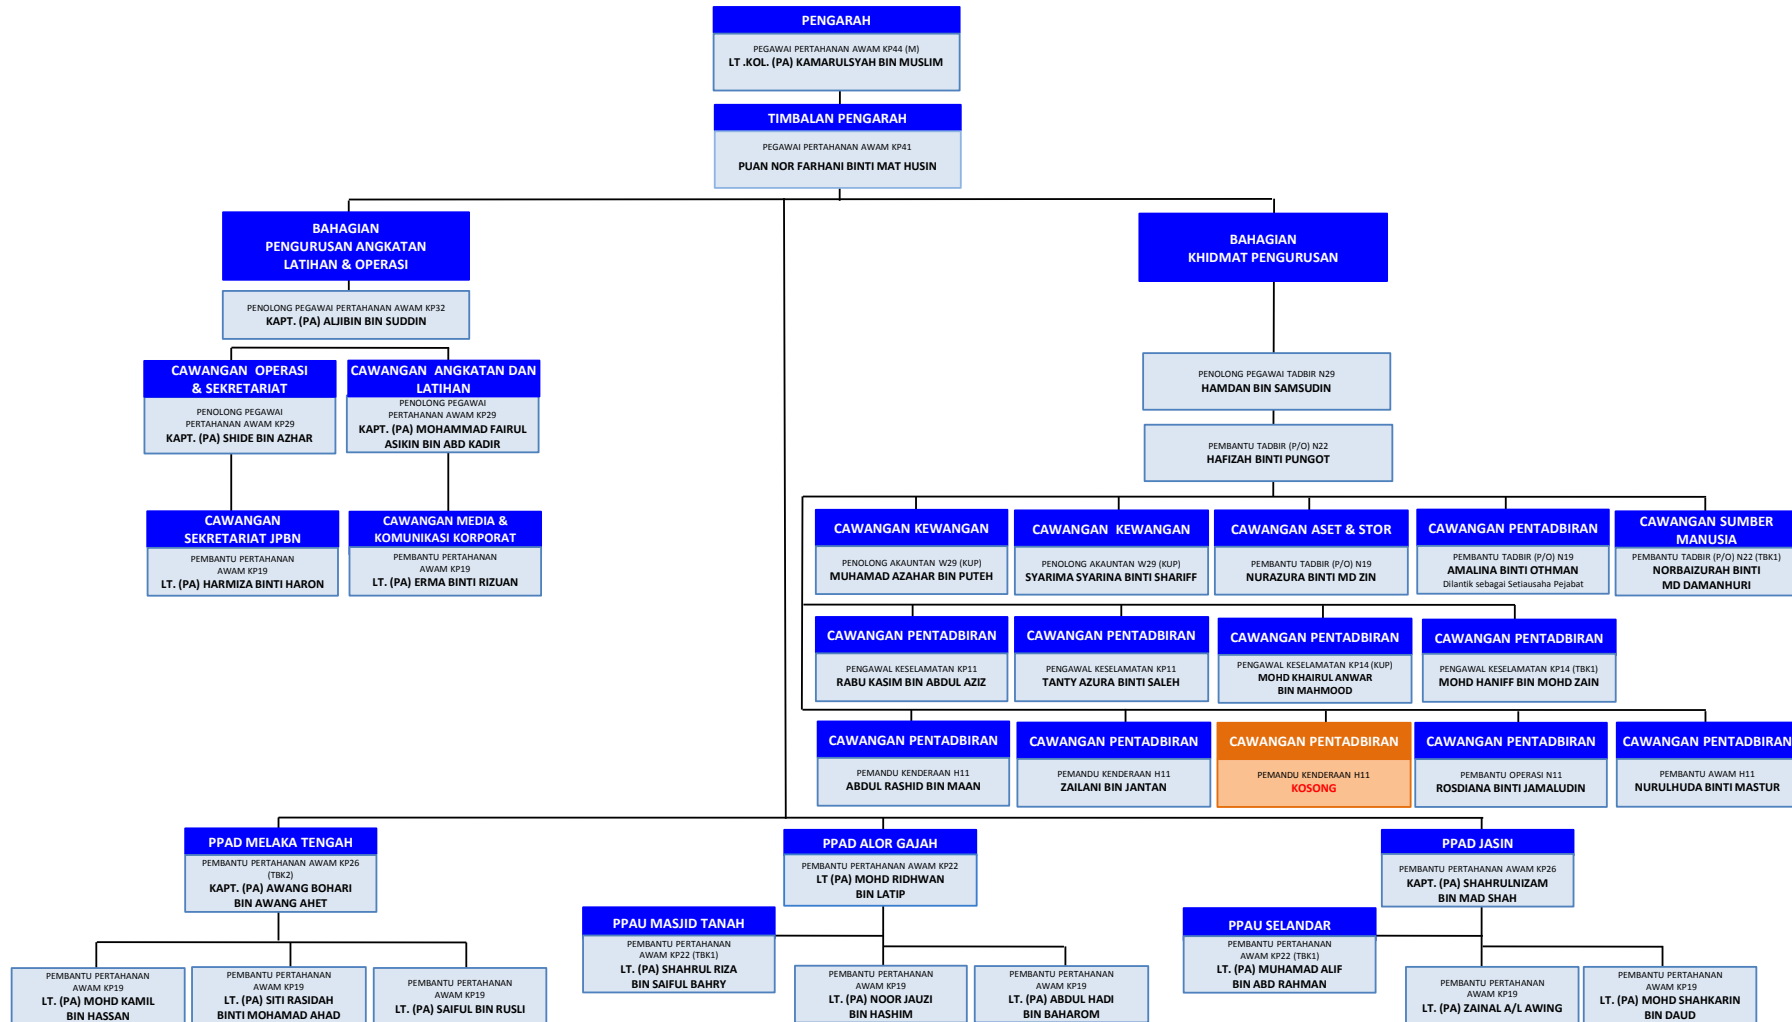 PENGARAH
PEGAWAI PERTAHANAN AWAM KP44 (M)
LT .KOL. (PA) KAMARULSYAH BIN MUSLIM
TIMBALAN PENGARAH
PEGAWAI PERTAHANAN AWAM KP41
PUAN NOR FARHANI BINTI MAT HUSIN
BAHAGIAN
PENGURUSAN ANGKATAN
LATIHAN & OPERASI
PENOLONG PEGAWAI PERTAHANAN AWAM KP32
KAPT. (PA) ALJIBIN BIN SUDDIN
BAHAGIAN
KHIDMAT PENGURUSAN
PENOLONG PEGAWAI TADBIR N29
HAMDAN BIN SAMSUDIN
PEMBANTU TADBIR (P/O) N22
HAFIZAH BINTI PUNGOT
CAWANGAN OPERASI
& SEKRETARIAT
PENOLONG PEGAWAI
PERTAHANAN AWAM KP29
KAPT. (PA) SHIDE BIN AZHAR
CAWANGAN ANGKATAN DAN
LATIHAN
PENOLONG PEGAWAI
PERTAHANAN AWAM KP29
KAPT. (PA) MOHAMMAD FAIRUL
ASIKIN BIN ABD KADIR
CAWANGAN
SEKRETARIAT JPBN
PEMBANTU PERTAHANAN
AWAM KP19
LT. (PA) HARMIZA BINTI HARON
CAWANGAN MEDIA &
KOMUNIKASI KORPORAT
PEMBANTU PERTAHANAN
AWAM KP19
LT. (PA) ERMA BINTI RIZUAN
CAWANGAN KEWANGAN
PENOLONG AKAUNTAN W29 (KUP)
MUHAMAD AZAHAR BIN PUTEH
CAWANGAN KEWANGAN
PENOLONG AKAUNTAN W29 (KUP)
SYARIMA SYARINA BINTI SHARIFF
CAWANGAN ASET & STOR
PEMBANTU TADBIR (P/O) N19
NURAZURA BINTI MD ZIN
CAWANGAN PENTADBIRAN
PEMBANTU TADBIR (P/O) N19
AMALINA BINTI OTHMAN
Dilantik sebagai Setiausaha Pejabat
CAWANGAN SUMBER
MANUSIA
PEMBANTU TADBIR (P/O) N22 (TBK1)
NORBAIZURAH BINTI
MD DAMANHURI
CAWANGAN PENTADBIRAN
PENGAWAL KESELAMATAN KP11
RABU KASIM BIN ABDUL AZIZ
CAWANGAN PENTADBIRAN
PENGAWAL KESELAMATAN KP11
TANTY AZURA BINTI SALEH
CAWANGAN PENTADBIRAN
PENGAWAL KESELAMATAN KP14 (KUP)
MOHD KHAIRUL ANWAR
BIN MAHMOOD
CAWANGAN PENTADBIRAN
PENGAWAL KESELAMATAN KP14 (TBK1)
MOHD HANIFF BIN MOHD ZAIN
CAWANGAN PENTADBIRAN
PEMANDU KENDERAAN H11
ABDUL RASHID BIN MAAN
CAWANGAN PENTADBIRAN
PEMANDU KENDERAAN H11
ZAILANI BIN JANTAN
CAWANGAN PENTADBIRAN
PEMANDU KENDERAAN H11
KOSONG
CAWANGAN PENTADBIRAN
PEMBANTU OPERASI N11
ROSDIANA BINTI JAMALUDIN
CAWANGAN PENTADBIRAN
PEMBANTU AWAM H11
NURULHUDA BINTI MASTUR
PPAD MELAKA TENGAH
PEMBANTU PERTAHANAN AWAM KP26
(TBK2)
KAPT. (PA) AWANG BOHARI
BIN AWANG AHET
PEMBANTU PERTAHANAN
AWAM KP19
LT. (PA) MOHD KAMIL
BIN HASSAN
PEMBANTU PERTAHANAN
AWAM KP19
LT. (PA) SITI RASIDAH
BINTI MOHAMAD AHAD
PEMBANTU PERTAHANAN
AWAM KP19
LT. (PA) SAIFUL BIN RUSLI
PPAD ALOR GAJAH
PEMBANTU PERTAHANAN AWAM KP22
LT (PA) MOHD RIDHWAN
BIN LATIP
PPAU MASJID TANAH
PEMBANTU PERTAHANAN
AWAM KP22 (TBK1)
LT. (PA) SHAHRUL RIZA
BIN SAIFUL BAHRY
PEMBANTU PERTAHANAN
AWAM KP19
LT. (PA) NOOR JAUZI
BIN HASHIM
PEMBANTU PERTAHANAN
AWAM KP19
LT. (PA) ABDUL HADI
BIN BAHAROM
PPAD JASIN
PEMBANTU PERTAHANAN AWAM KP26
KAPT. (PA) SHAHRULNIZAM
BIN MAD SHAH
PPAU SELANDAR
PEMBANTU PERTAHANAN
AWAM KP22 (TBK1)
LT. (PA) MUHAMAD ALIF
BIN ABD RAHMAN
PEMBANTU PERTAHANAN
AWAM KP19
LT. (PA) ZAINAL A/L AWING
PEMBANTU PERTAHANAN
AWAM KP19
LT. (PA) MOHD SHAHKARIN
BIN DAUD